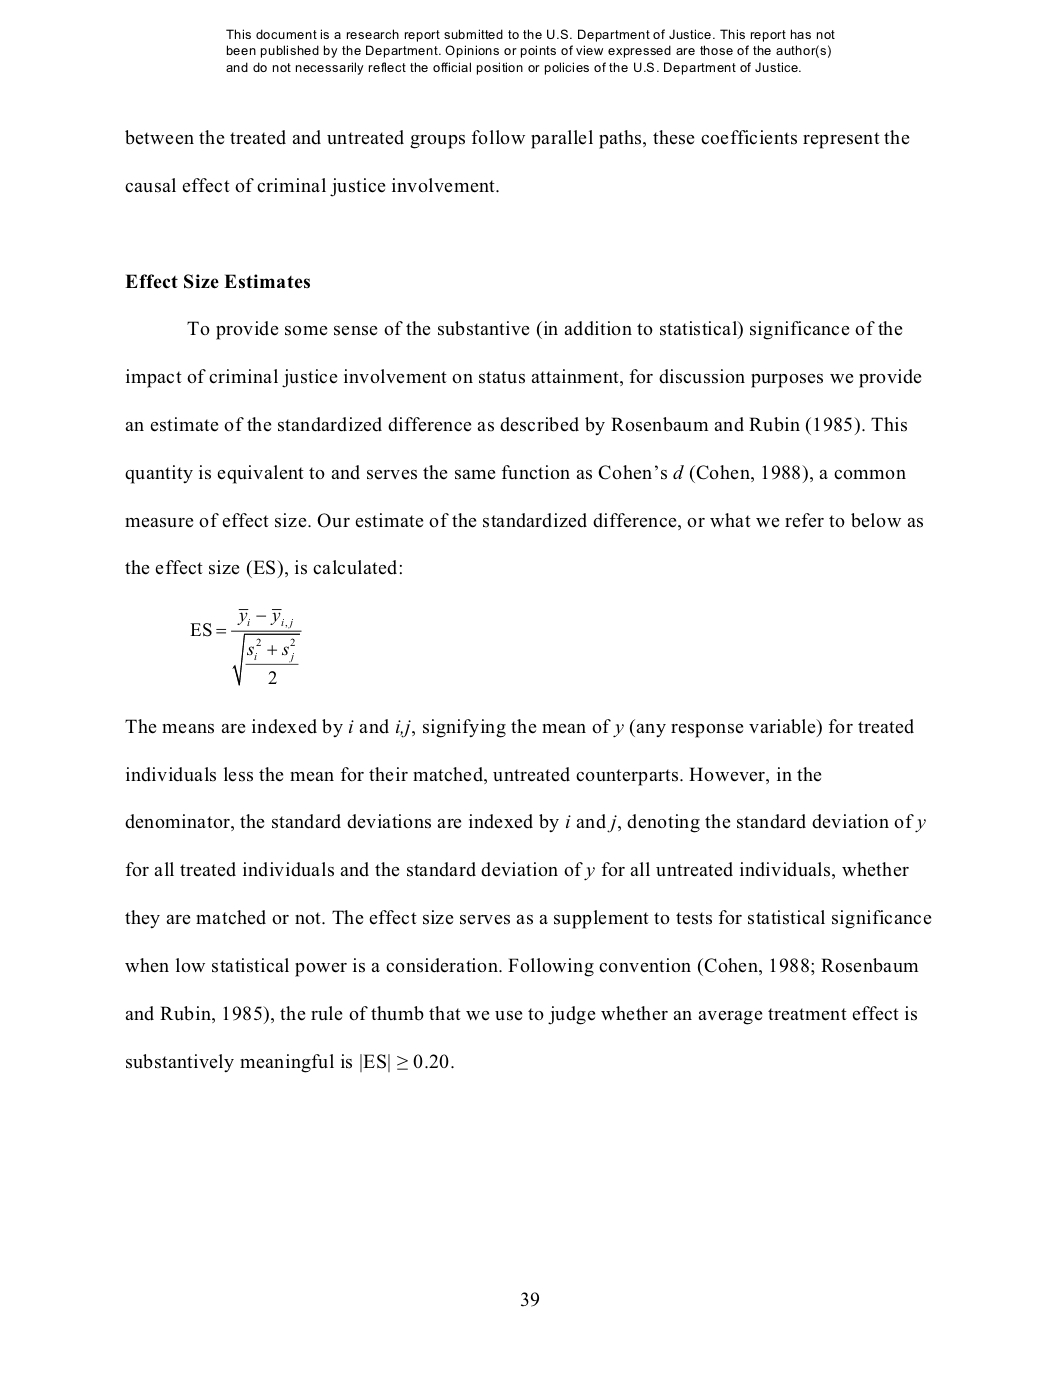 This document is a research report submitted to the U.S. Department of Justice. This report has not
been published by the Department. Opinions or points of view expressed are those of the author(s)
and do not necessarily reflect the official position or policies of the U.S. Department of Justice.
between the treated and untreated groups follow parallel paths, these coefficients represent the
causal effect of criminal justice involvement.
Effect Size Estimates
To provide some sense of the substantive (in addition to statistical) significance of the
impact of criminal justice involvement on status attainment, for discussion purposes we provide
an estimate of the standardized difference as described by Rosenbaum and Rubin (1985). This
quantity is equivalent to and serves the same function as Cohen’s d (Cohen, 1988), a common
measure of effect size. Our estimate of the standardized difference, or what we refer to below as
the effect size (ES), is calculated:
ES = (ȳ_i − ȳ_{i,j}) / √((s_i² + s_j²) / 2)
The means are indexed by i and i,j, signifying the mean of y (any response variable) for treated
individuals less the mean for their matched, untreated counterparts. However, in the
denominator, the standard deviations are indexed by i and j, denoting the standard deviation of y
for all treated individuals and the standard deviation of y for all untreated individuals, whether
they are matched or not. The effect size serves as a supplement to tests for statistical significance
when low statistical power is a consideration. Following convention (Cohen, 1988; Rosenbaum
and Rubin, 1985), the rule of thumb that we use to judge whether an average treatment effect is
substantively meaningful is |ES| ≥ 0.20.
39